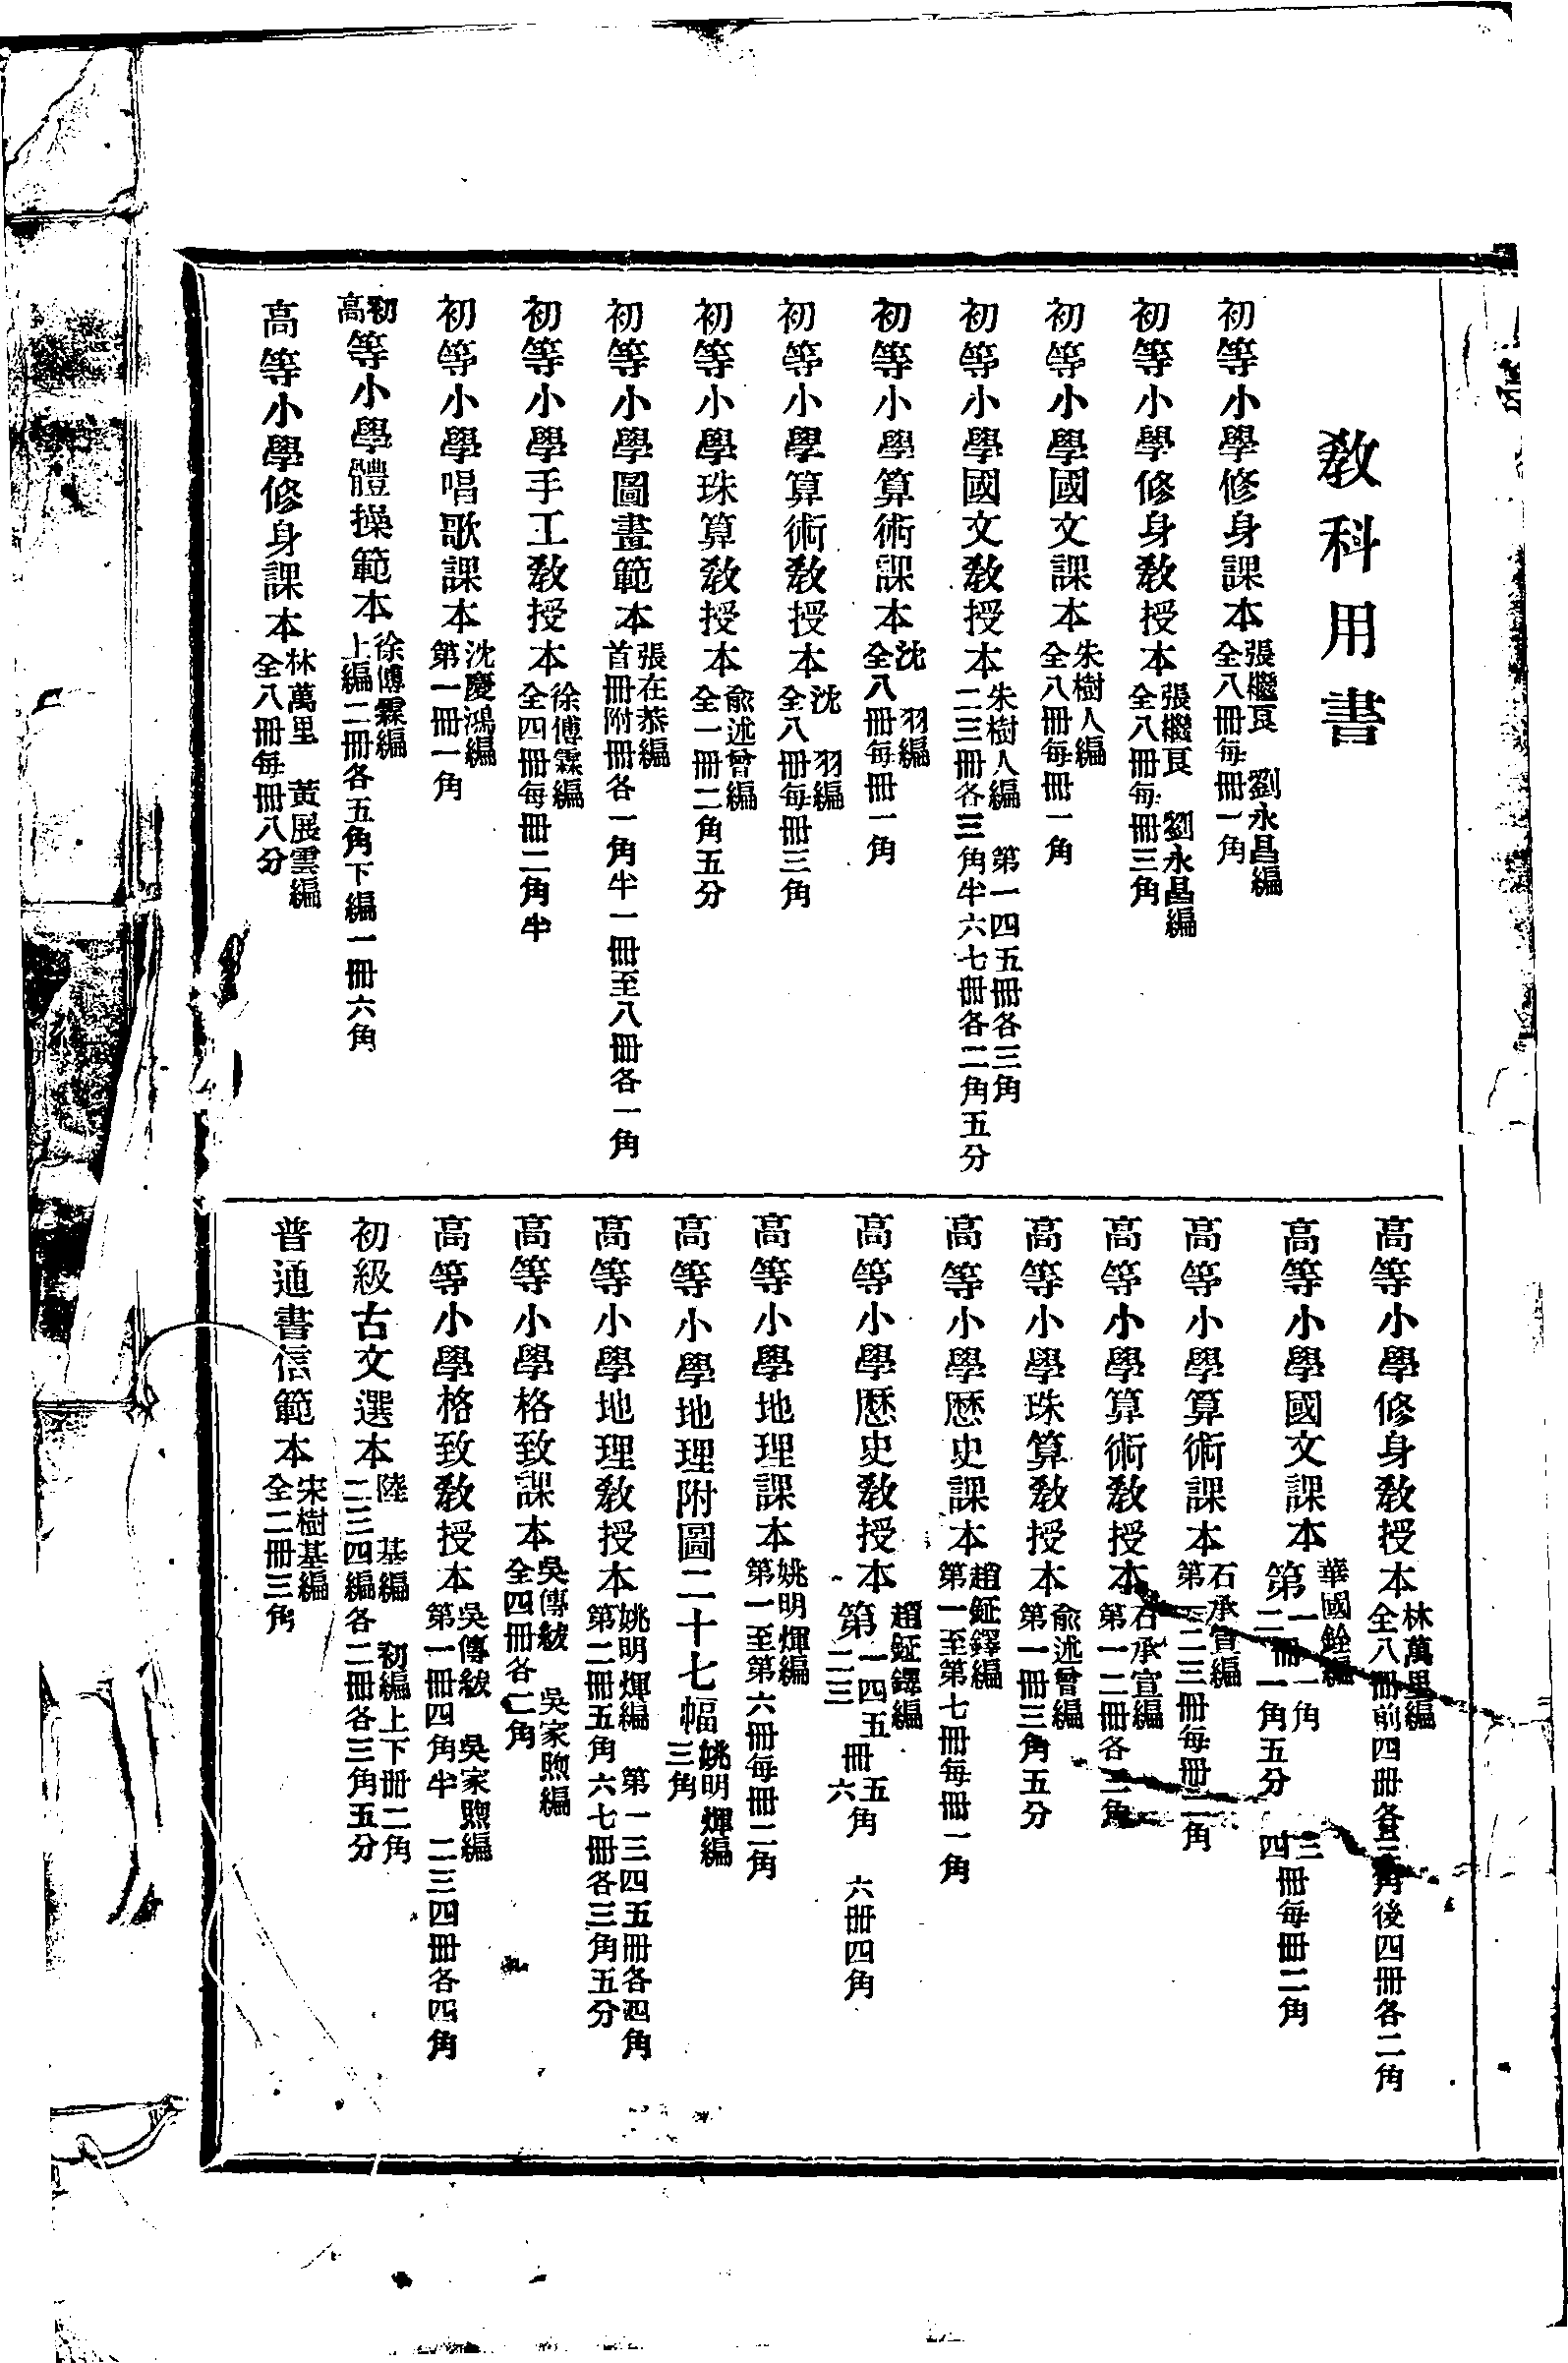 教科用書
初等小學修身課本 張繼良 劉永昌編 全八冊每冊一角
初等小學修身教授本 張繼良 劉永昌編 全八冊每冊三角
初等小學國文課本 朱樹人編 全八冊每冊一角
初等小學國文教授本 朱樹人編 第一四五冊各三角 二三冊各三角半六七冊各二角五分
初等小學算術課本 沈羽編 全八冊每冊一角
初等小學算術教授本 沈羽編 全八冊每冊三角
初等小學珠算教授本 俞述曾編 全一冊二角五分
初等小學圖畫範本 張在恭編 首冊附冊各一角半一冊至八冊各一角
初等小學手工教授本 徐傅霖編 全四冊每冊二角半
初等小學唱歌課本 沈慶鴻編 第一冊一角
初高等小學體操範本 徐傅霖編 上編二冊各五角下編一冊六角
高等小學修身課本 林萬里 黃展雲編 全八冊每冊八分
高等小學修身教授本 林萬里編 全八冊前四冊各三角後四冊各二角
高等小學國文課本 華國銓編 第一冊一角 二冊一角五分 三四冊每冊二角
高等小學算術課本 石承宣編 第一二三冊每冊二角
高等小學算術教授本 石承宣編 第一二冊各二角
高等小學珠算教授本 俞述曾編 第一冊三角五分
高等小學歷史課本 趙鉦鐸編 第一至第七冊每冊一角
高等小學歷史教授本 趙鉦鐸編 第一四五冊五角 二三冊六角 六冊四角
高等小學地理課本 姚明煇編 第一至第六冊每冊二角
高等小學地理附圖二十七幅 姚明煇編 三角
高等小學地理教授本 姚明煇編 第一三四五冊各四角 第二冊五角六七冊各三角五分
高等小學格致課本 吳傳紱 吳家煦編 全四冊各二角
高等小學格致教授本 吳傳紱 吳家煦編 第一冊四角半 二三四冊各四角
初級古文選本 陸基編 初編上下冊二角 二三四編各二冊各三角五分
普通書信範本 宋樹基編 全二冊三角